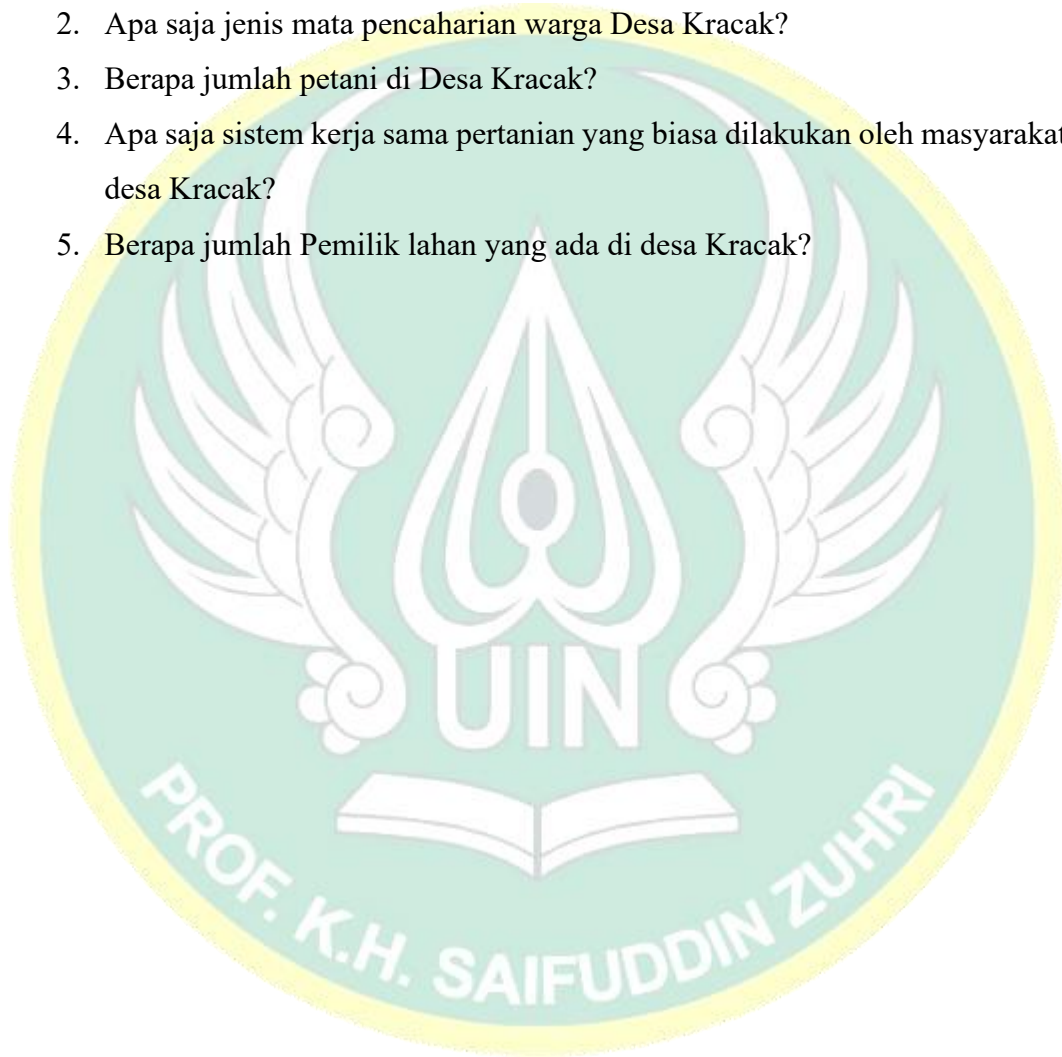 2. Apa saja jenis mata pencaharian warga Desa Kracak?
3. Berapa jumlah petani di Desa Kracak?
4. Apa saja sistem kerja sama pertanian yang biasa dilakukan oleh masyarakat
desa Kracak?
5. Berapa jumlah Pemilik lahan yang ada di desa Kracak?
UIN
PROF. K.H. SAIFUDDIN ZUHRI